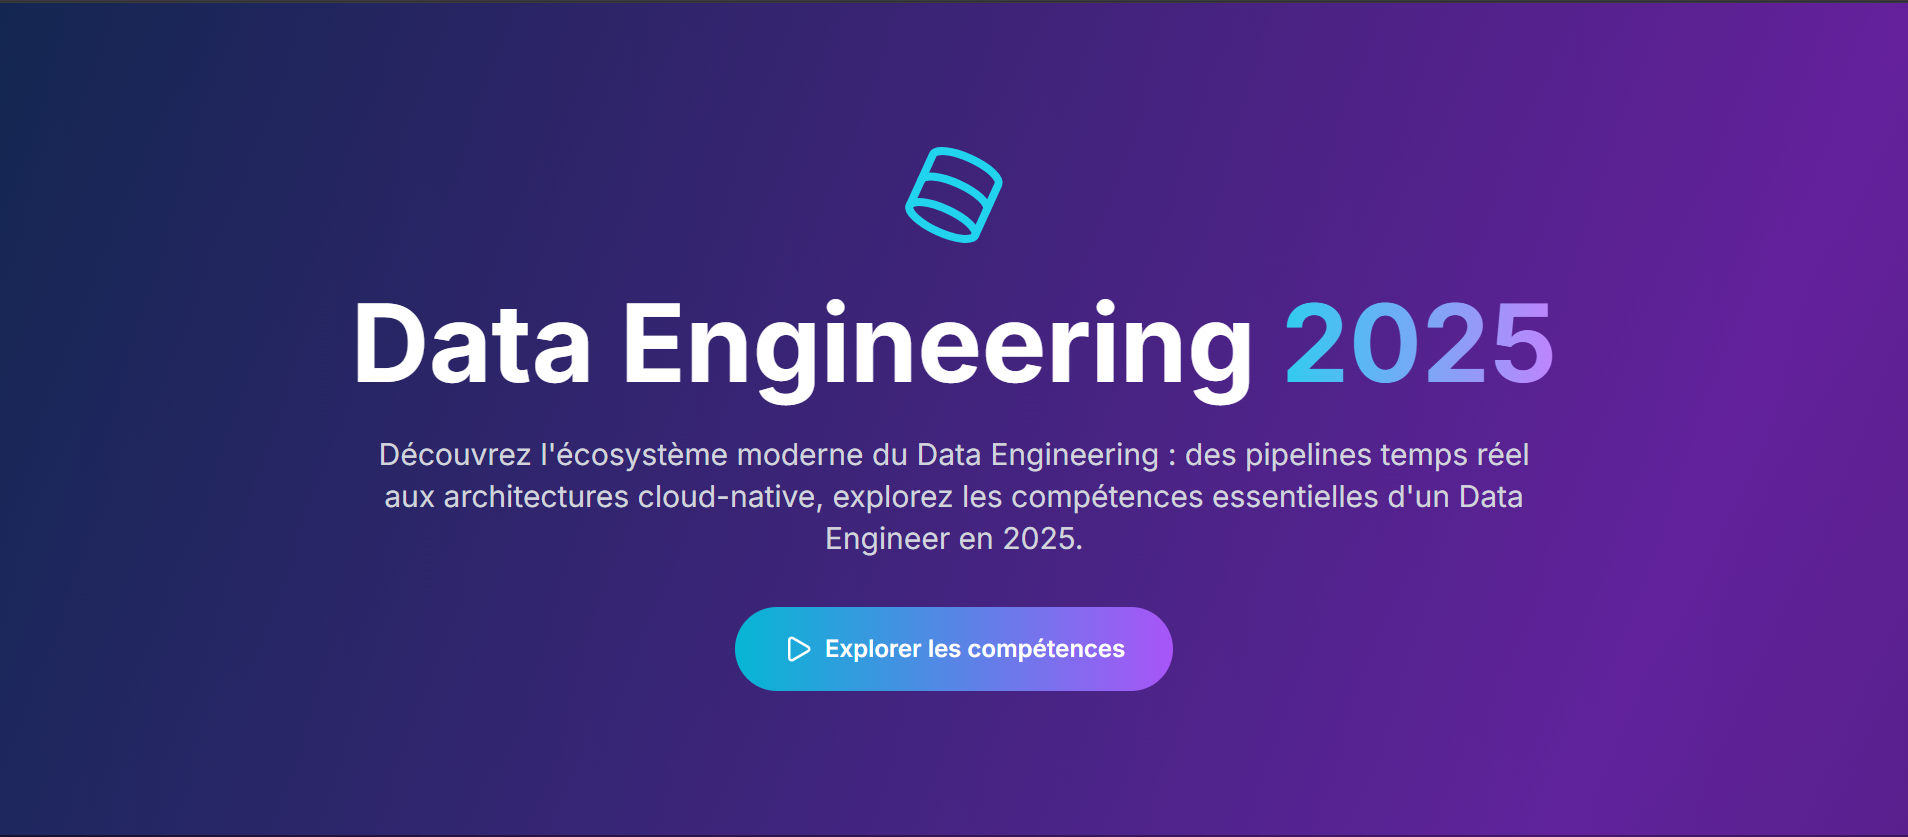 Data Engineering 2025
Découvrez l'écosystème moderne du Data Engineering : des pipelines temps réel
aux architectures cloud-native, explorez les compétences essentielles d'un Data
Engineer en 2025.
Explorer les compétences